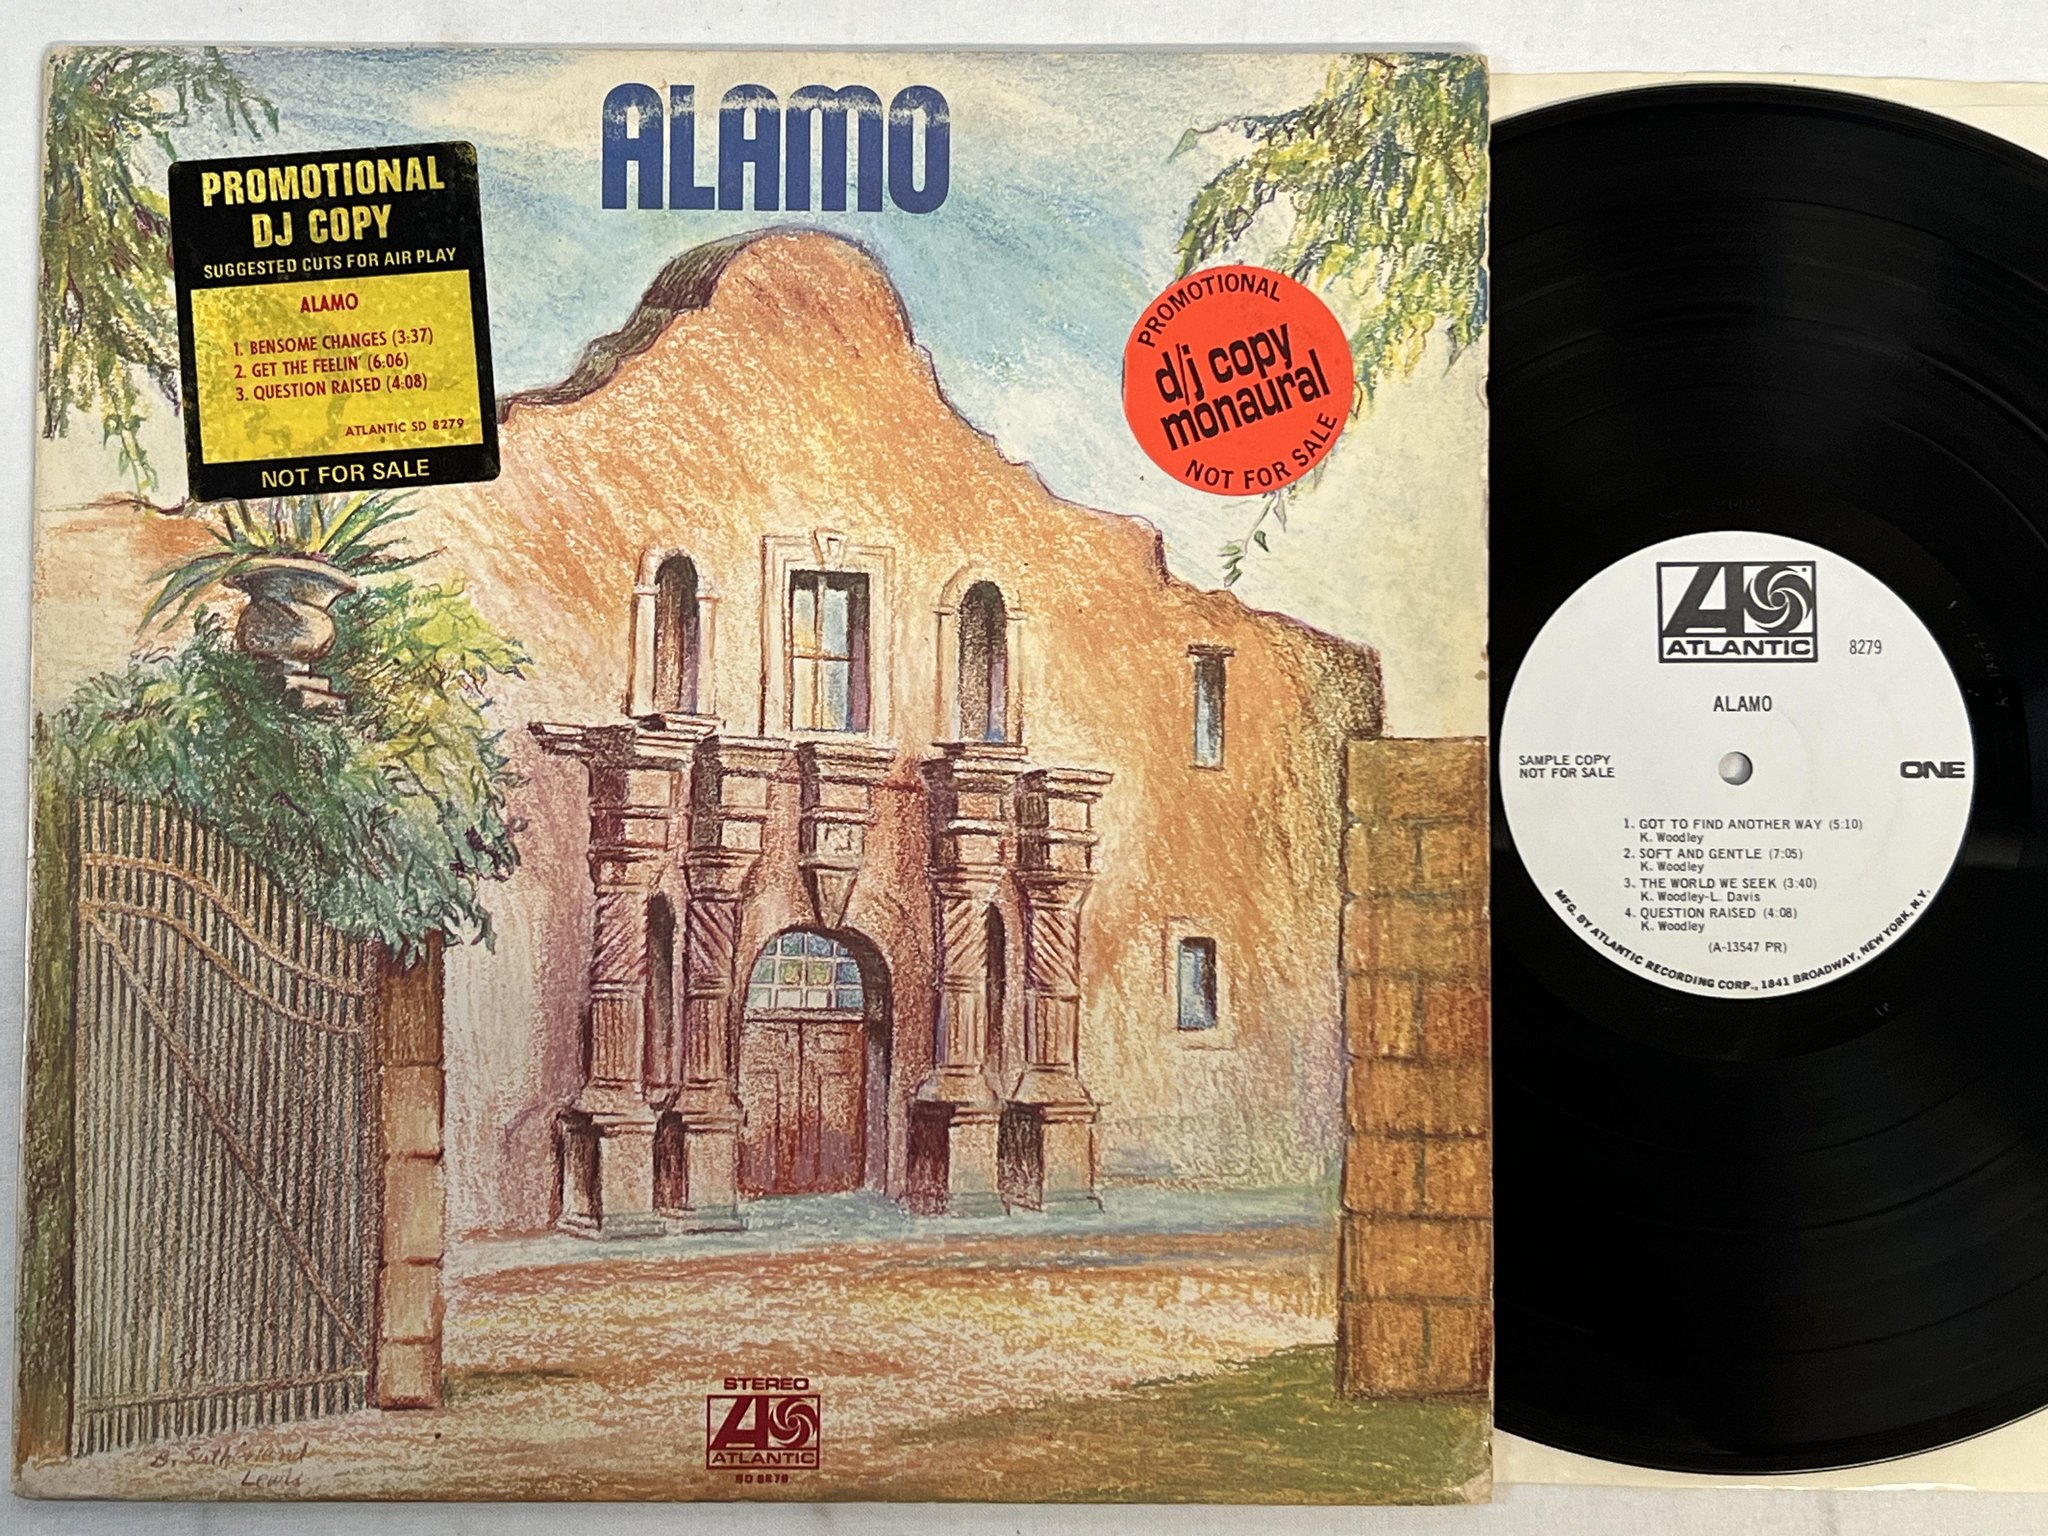 ALAMO
PROMOTIONAL
DJ COPY
SUGGESTED CUTS FOR AIR PLAY
ALAMO
1. BENSOME CHANGES (3:37)
2. GET THE FEELIN' (6:06)
3. QUESTION RAISED (4:08)
ATLANTIC SD 8279
NOT FOR SALE
PROMOTIONAL
d/j copy
monaural
NOT FOR SALE
STEREO
ATLANTIC
SD 8279
B. Sutherland
Lewis
ATLANTIC
8279
ALAMO
SAMPLE COPY
NOT FOR SALE
ONE
1. GOT TO FIND ANOTHER WAY (5:10)
K. Woodley
2. SOFT AND GENTLE (7:05)
K. Woodley
3. THE WORLD WE SEEK (3:40)
K. Woodley-L. Davis
4. QUESTION RAISED (4:08)
K. Woodley
(A-13547 PR)
MFG. BY ATLANTIC RECORDING CORP., 1841 BROADWAY, NEW YORK, N.Y.